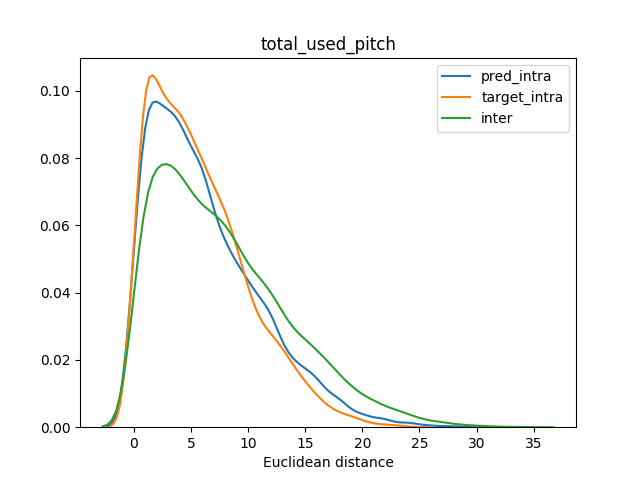 total_used_pitch
pred_intra
target_intra
inter
0.10
0.08
0.06
0.04
0.02
0.00
0 5 10 15 20 25 30 35
Euclidean distance